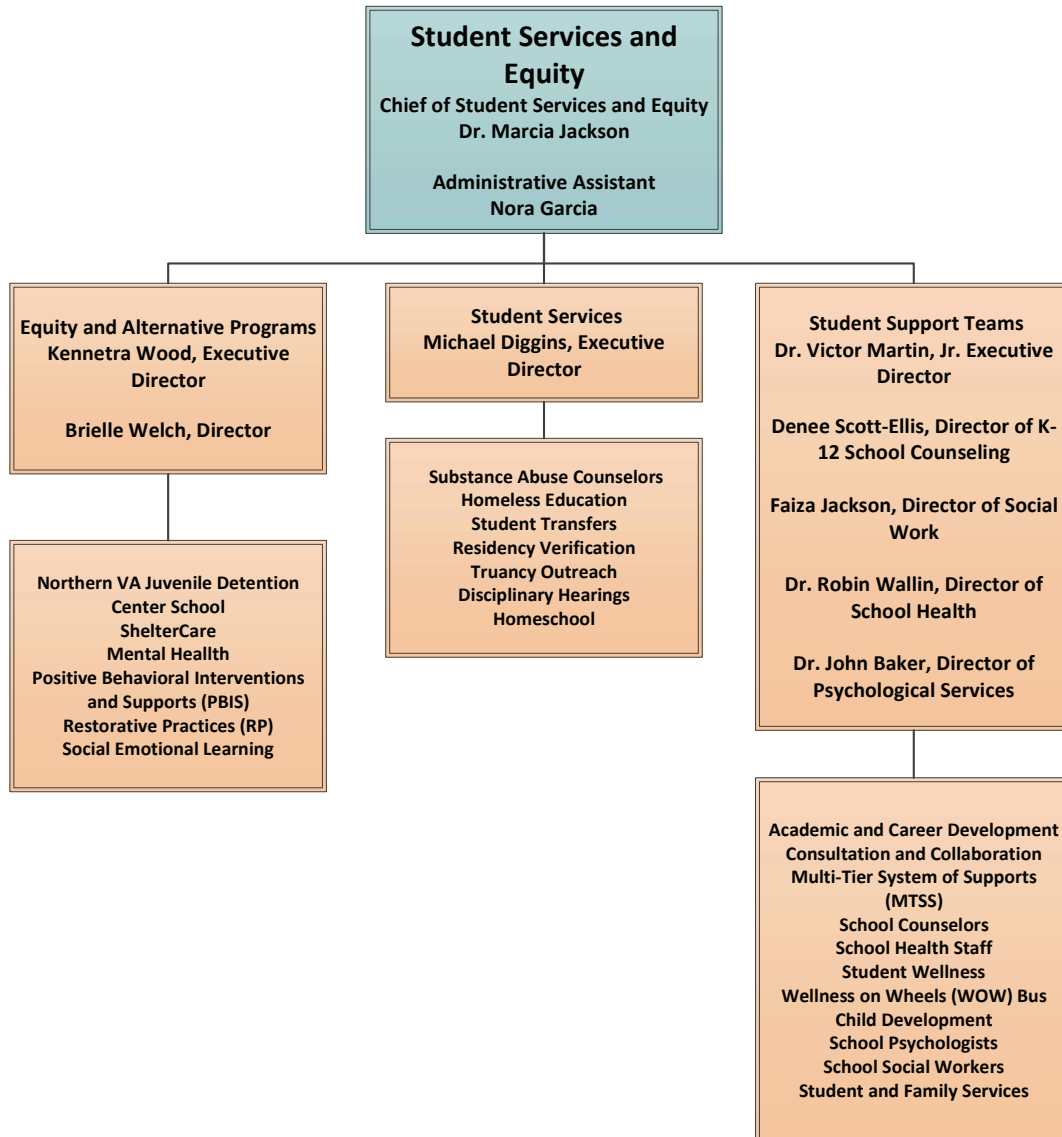 Student Services and
Equity
Chief of Student Services and Equity
Dr. Marcia Jackson
Administrative Assistant
Nora Garcia
Equity and Alternative Programs
Kennetra Wood, Executive
Director
Brielle Welch, Director
Northern VA Juvenile Detention
Center School
ShelterCare
Mental Heallth
Positive Behavioral Interventions
and Supports (PBIS)
Restorative Practices (RP)
Social Emotional Learning
Student Services
Michael Diggins, Executive
Director
Substance Abuse Counselors
Homeless Education
Student Transfers
Residency Verification
Truancy Outreach
Disciplinary Hearings
Homeschool
Student Support Teams
Dr. Victor Martin, Jr. Executive
Director
Denee Scott-Ellis, Director of K-
12 School Counseling
Faiza Jackson, Director of Social
Work
Dr. Robin Wallin, Director of
School Health
Dr. John Baker, Director of
Psychological Services
Academic and Career Development
Consultation and Collaboration
Multi-Tier System of Supports
(MTSS)
School Counselors
School Health Staff
Student Wellness
Wellness on Wheels (WOW) Bus
Child Development
School Psychologists
School Social Workers
Student and Family Services